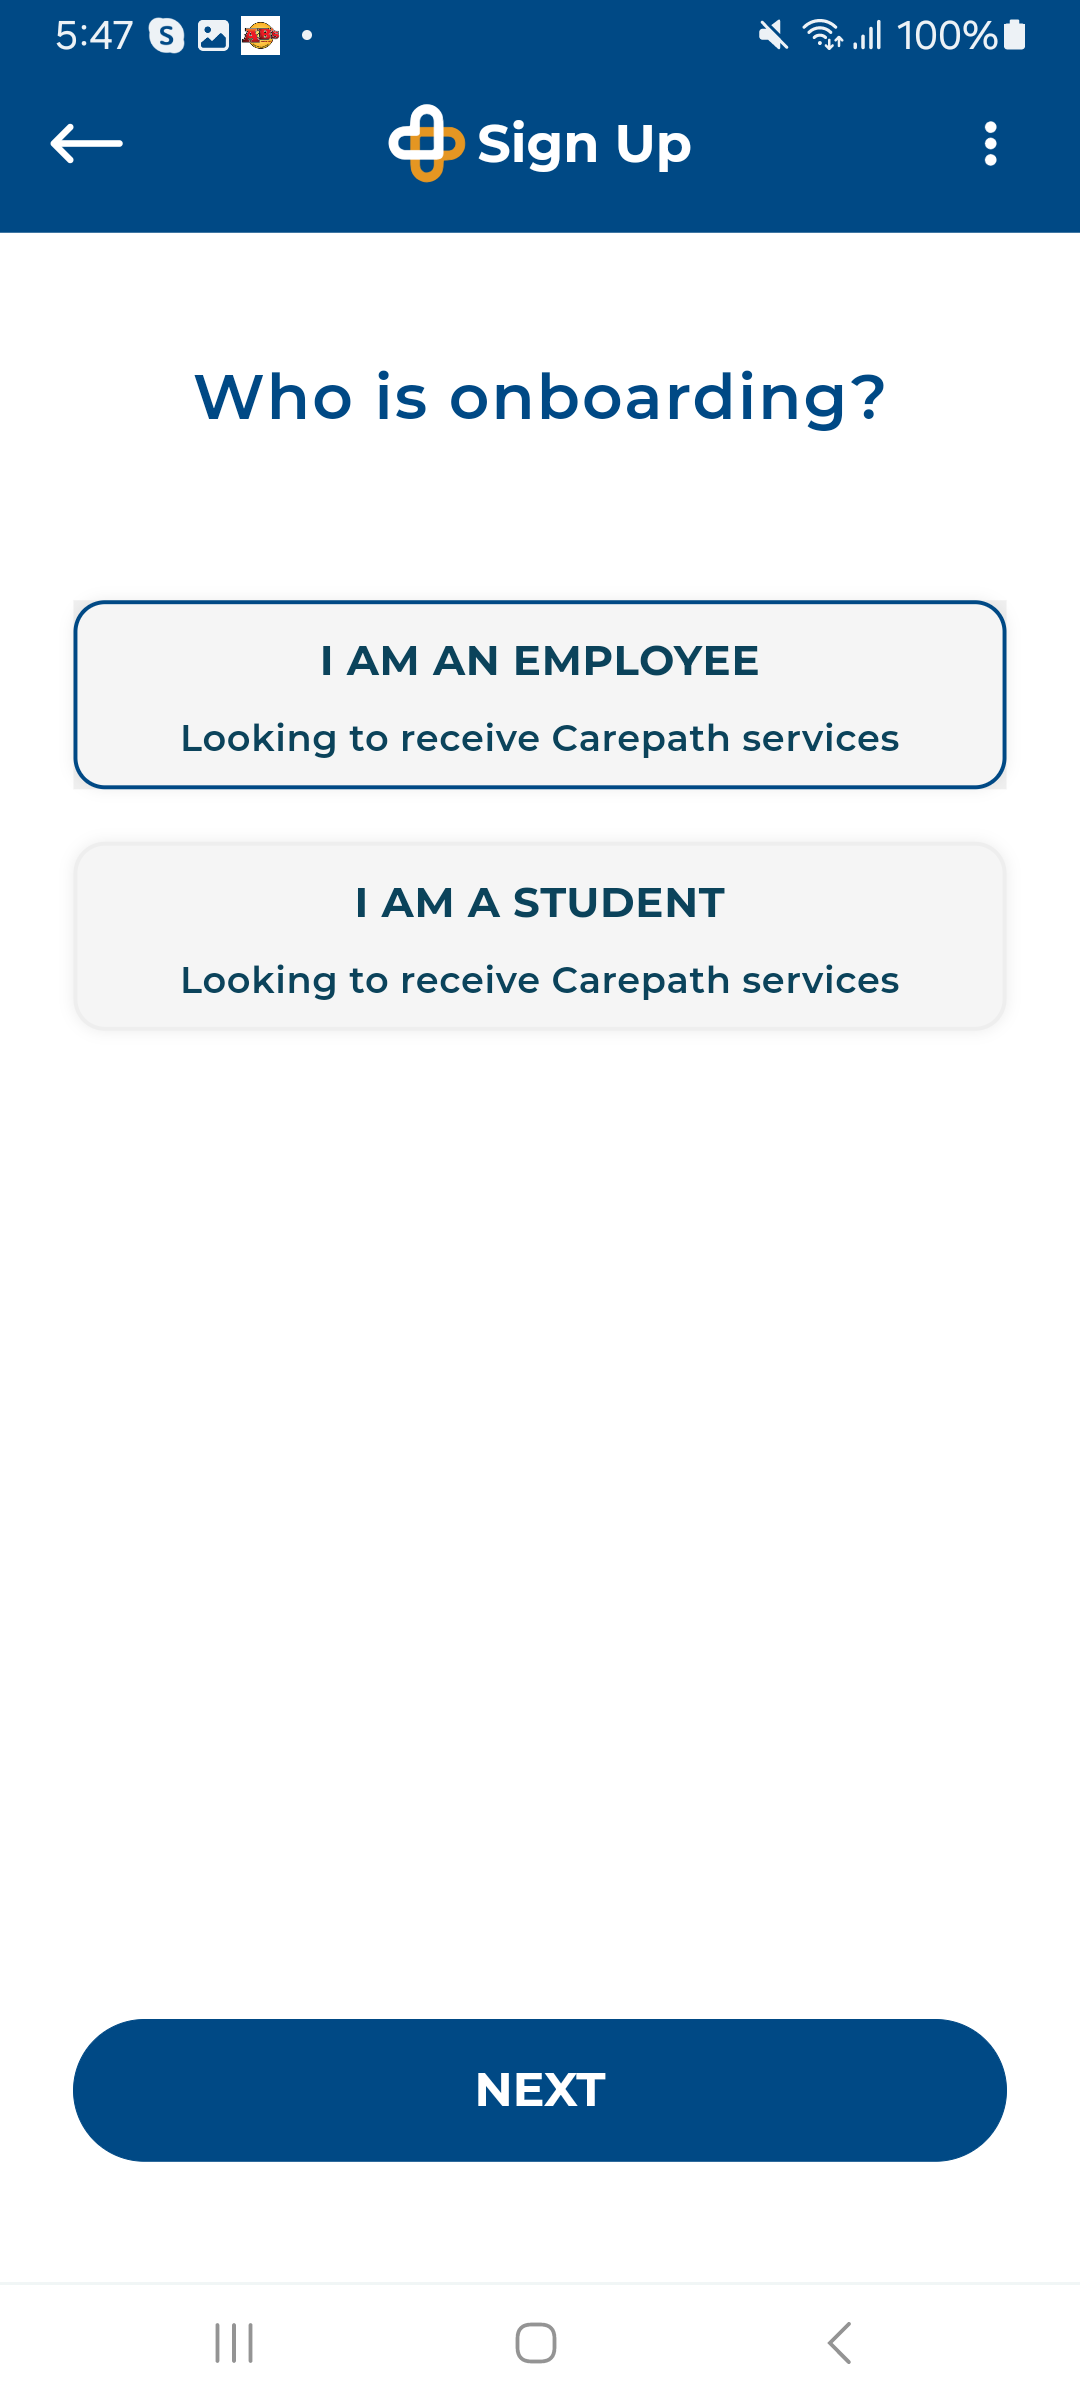 5:47 S ABs 100%
Sign Up
Who is onboarding?
I AM AN EMPLOYEE
Looking to receive Carepath services
I AM A STUDENT
Looking to receive Carepath services
NEXT